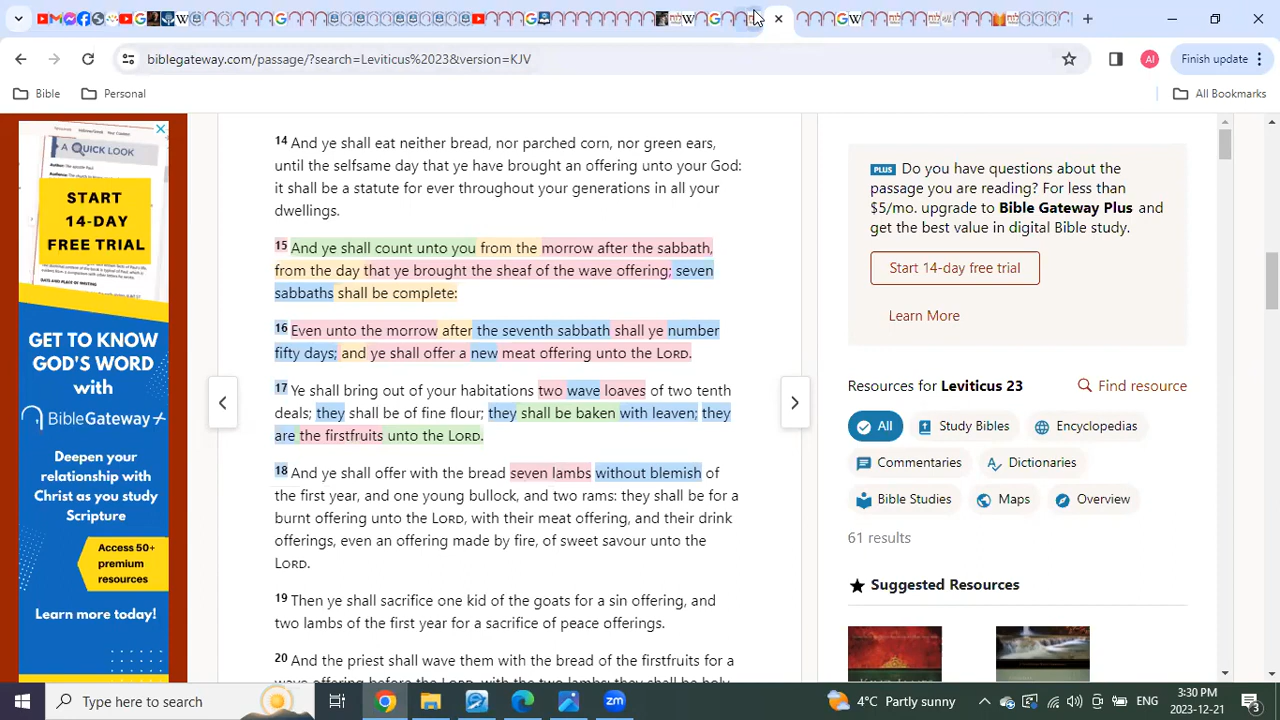 biblegateway.com/passage/?search=Leviticus%2023&version=KJV
Finish update
Bible
Personal
All Bookmarks
A QUICK LOOK
START
14-DAY
FREE TRIAL
GET TO KNOW
GOD'S WORD
with
BibleGateway+
Deepen your
relationship with
Christ as you study
Scripture
Access 50+
premium
resources
Learn more today!
14 And ye shall eat neither bread, nor parched corn, nor green ears,
until the selfsame day that ye have brought an offering unto your God:
it shall be a statute for ever throughout your generations in all your
dwellings.
15 And ye shall count unto you from the morrow after the sabbath,
from the day that ye brought the sheaf of the wave offering; seven
sabbaths shall be complete:
16 Even unto the morrow after the seventh sabbath shall ye number
fifty days; and ye shall offer a new meat offering unto the LORD.
17 Ye shall bring out of your habitations two wave loaves of two tenth
deals; they shall be of fine flour; they shall be baken with leaven; they
are the firstfruits unto the LORD.
18 And ye shall offer with the bread seven lambs without blemish of
the first year, and one young bullock, and two rams: they shall be for a
burnt offering unto the LORD, with their meat offering, and their drink
offerings, even an offering made by fire, of sweet savour unto the
LORD.
19 Then ye shall sacrifice one kid of the goats for a sin offering, and
two lambs of the first year for a sacrifice of peace offerings.
20 And the priest shall wave them with the bread of the firstfruits for a
PLUS Do you have questions about the
passage you are reading? For less than
$5/mo. upgrade to Bible Gateway Plus and
get the best value in digital Bible study.
Start 14-day free trial
Learn More
Resources for Leviticus 23
Find resource
All
Study Bibles
Encyclopedias
Commentaries
Dictionaries
Bible Studies
Maps
Overview
61 results
Suggested Resources
Type here to search
4°C Partly sunny
ENG
3:30 PM
2023-12-21